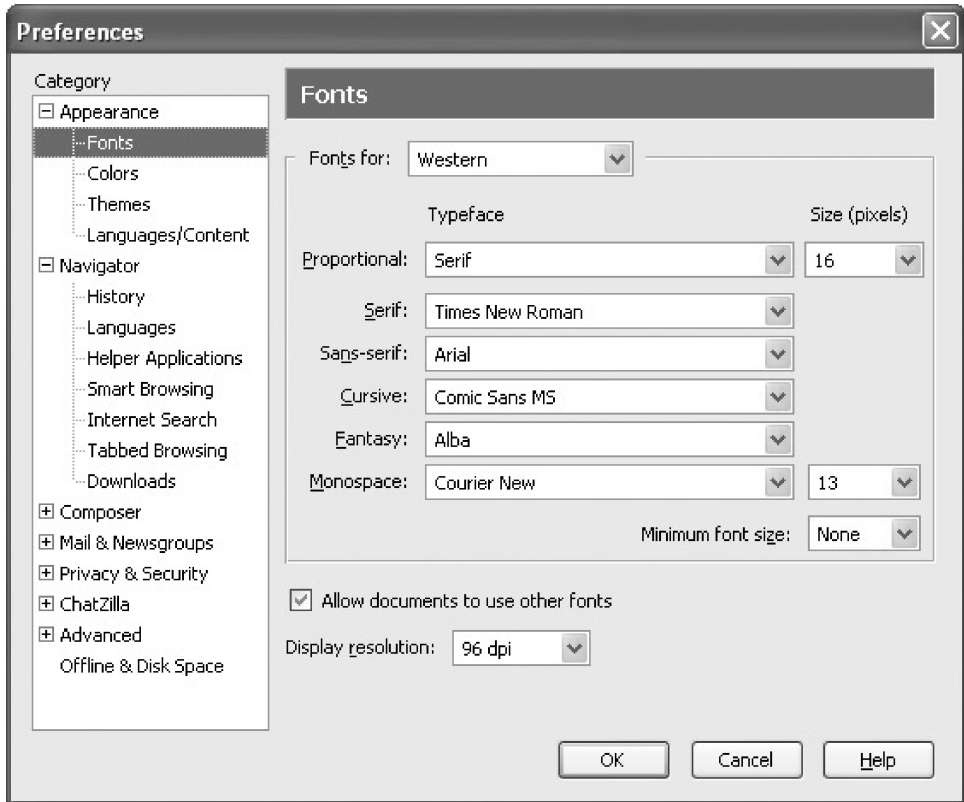 Preferences
Category
Appearance
Fonts
Colors
Themes
Languages/Content
Navigator
History
Languages
Helper Applications
Smart Browsing
Internet Search
Tabbed Browsing
Downloads
Composer
Mail & Newsgroups
Privacy & Security
ChatZilla
Advanced
Offline & Disk Space
Fonts
Fonts for: Western
Typeface Size (pixels)
Proportional: Serif 16
Serif: Times New Roman
Sans-serif: Arial
Cursive: Comic Sans MS
Fantasy: Alba
Monospace: Courier New 13
Minimum font size: None
Allow documents to use other fonts
Display resolution: 96 dpi
OK Cancel Help